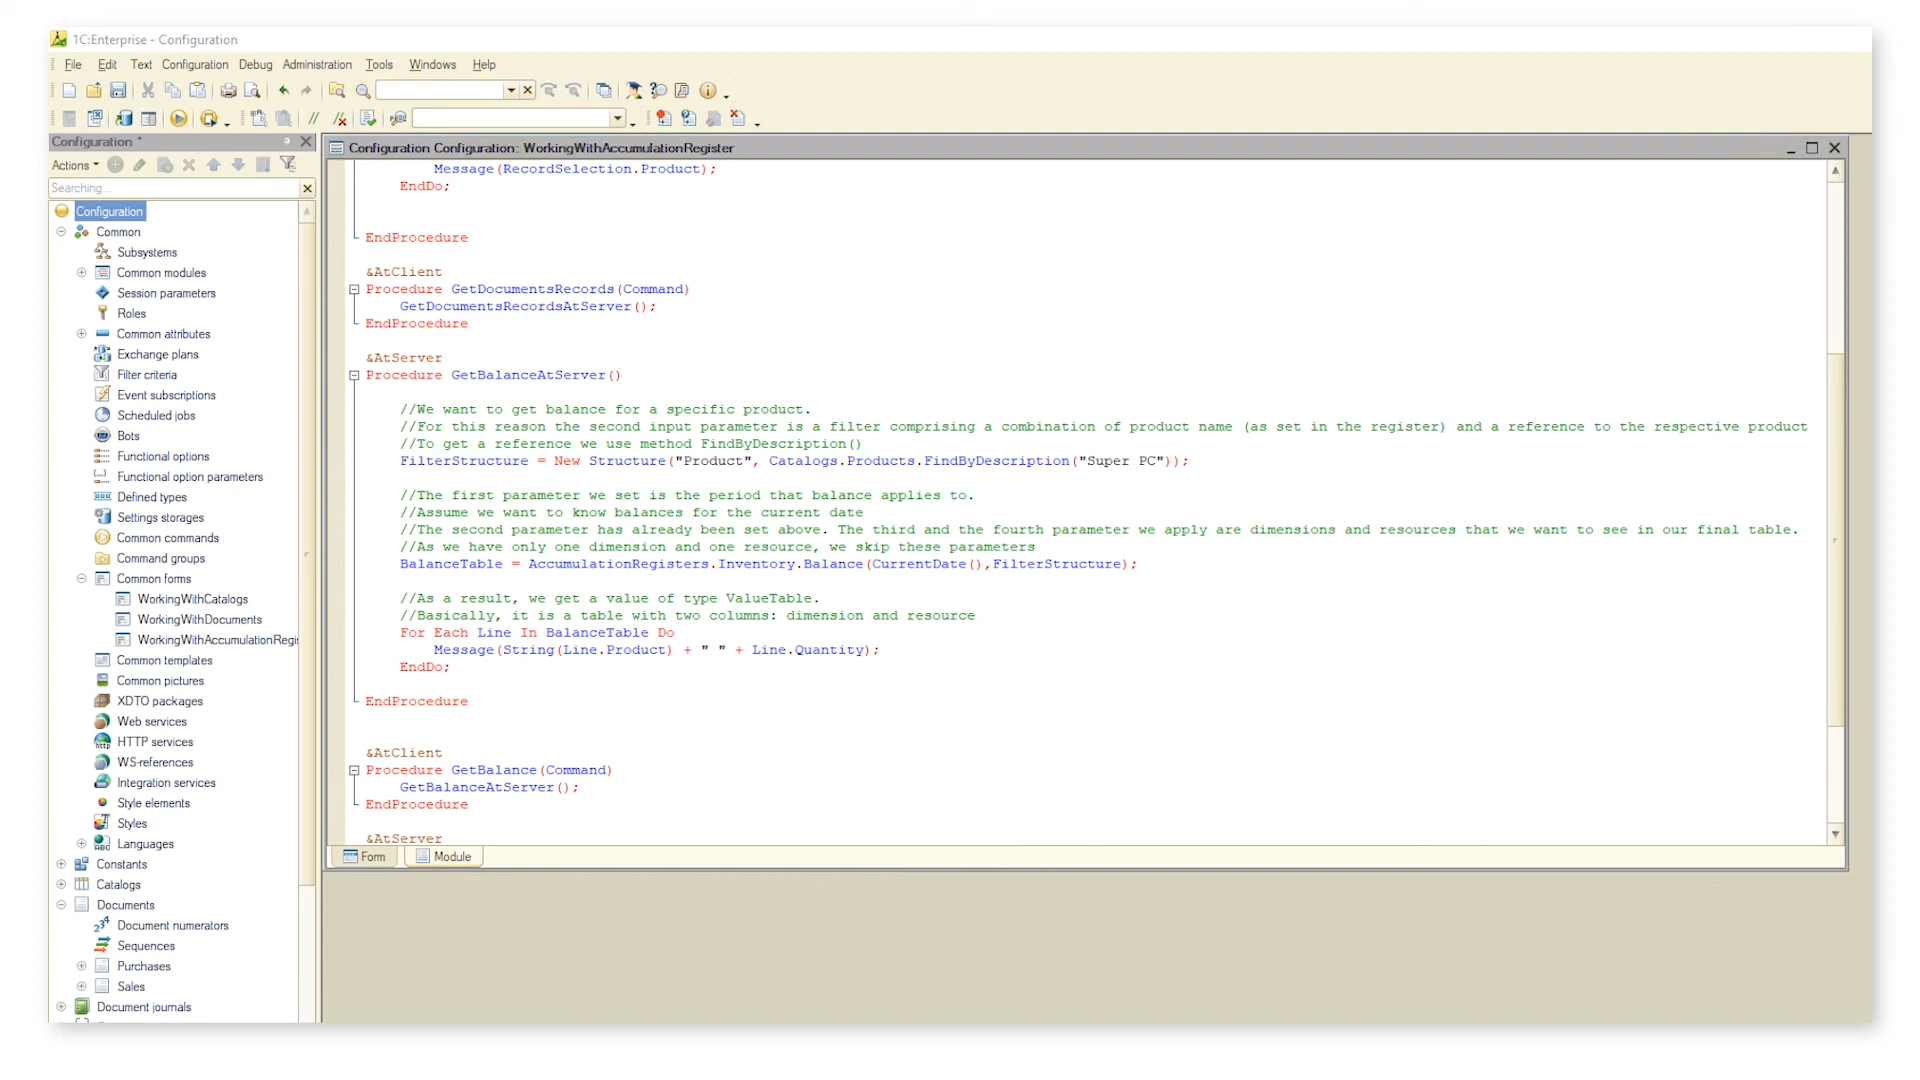 1C:Enterprise - Configuration
File Edit Text Configuration Debug Administration Tools Windows Help
Configuration *
Actions
Searching...
Configuration
Common
Subsystems
Common modules
Session parameters
Roles
Common attributes
Exchange plans
Filter criteria
Event subscriptions
Scheduled jobs
Bots
Functional options
Functional option parameters
Defined types
Settings storages
Common commands
Command groups
Common forms
WorkingWithCatalogs
WorkingWithDocuments
WorkingWithAccumulationRegis
Common templates
Common pictures
XDTO packages
Web services
HTTP services
WS-references
Integration services
Style elements
Styles
Languages
Constants
Catalogs
Documents
Document numerators
Sequences
Purchases
Sales
Document journals
Configuration Configuration: WorkingWithAccumulationRegister
Message(RecordSelection.Product);
EndDo;
EndProcedure
&AtClient
Procedure GetDocumentsRecords(Command)
GetDocumentsRecordsAtServer();
EndProcedure
&AtServer
Procedure GetBalanceAtServer()
//We want to get balance for a specific product.
//For this reason the second input parameter is a filter comprising a combination of product name (as set in the register) and a reference to the respective product
//To get a reference we use method FindByDescription()
FilterStructure = New Structure("Product", Catalogs.Products.FindByDescription("Super PC"));
//The first parameter we set is the period that balance applies to.
//Assume we want to know balances for the current date
//The second parameter has already been set above. The third and the fourth parameter we apply are dimensions and resources that we want to see in our final table.
//As we have only one dimension and one resource, we skip these parameters
BalanceTable = AccumulationRegisters.Inventory.Balance(CurrentDate(),FilterStructure);
//As a result, we get a value of type ValueTable.
//Basically, it is a table with two columns: dimension and resource
For Each Line In BalanceTable Do
Message(String(Line.Product) + " " + Line.Quantity);
EndDo;
EndProcedure
&AtClient
Procedure GetBalance(Command)
GetBalanceAtServer();
EndProcedure
&AtServer
Form Module